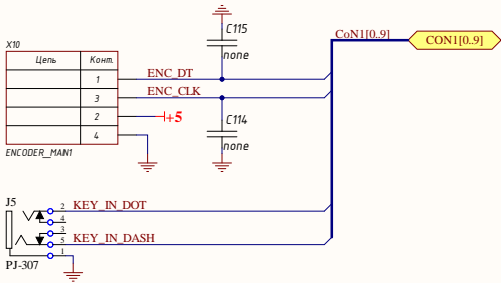 C115
none
CoN1[0..9]
CON1[0..9]
X10
Цепь
Конт.
1
ENC_DT
3
ENC_CLK
2
+5
4
C114
none
ENCODER_MAIN1
J5
2
KEY_IN_DOT
4
3
5
KEY_IN_DASH
1
PJ-307